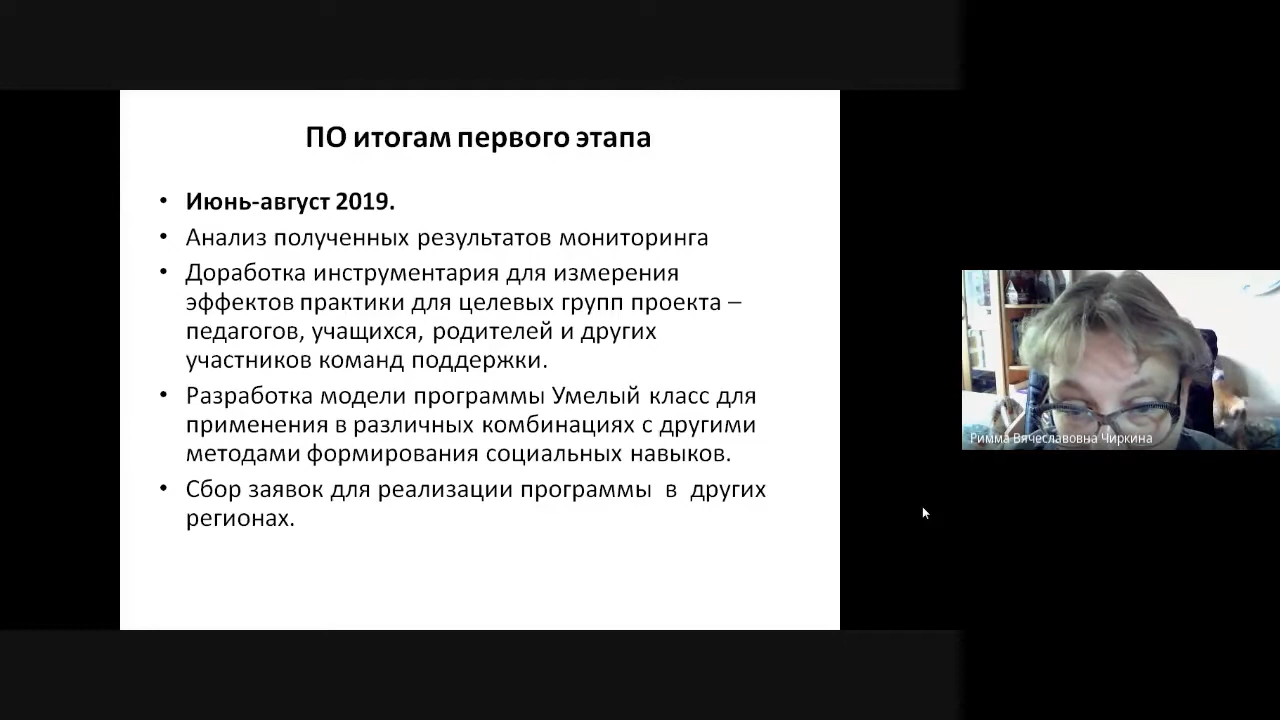 ПО итогам первого этапа
• Июнь-август 2019.
• Анализ полученных результатов мониторинга
• Доработка инструментария для измерения
эффектов практики для целевых групп проекта –
педагогов, учащихся, родителей и других
участников команд поддержки.
• Разработка модели программы Умелый класс для
применения в различных комбинациях с другими
методами формирования социальных навыков.
• Сбор заявок для реализации программы в других
регионах.
Римма Вячеславовна Чиркина